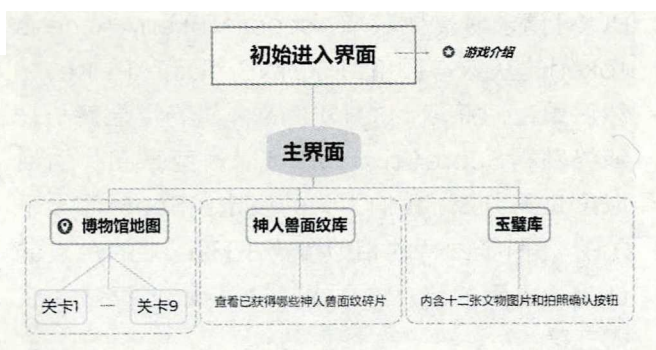 初始进入界面
游戏介绍
主界面
博物馆地图
神人兽面纹库
玉璧库
关卡1 — 关卡9
查看已获得哪些神人兽面纹碎片
内含十二张文物图片和拍照确认按钮